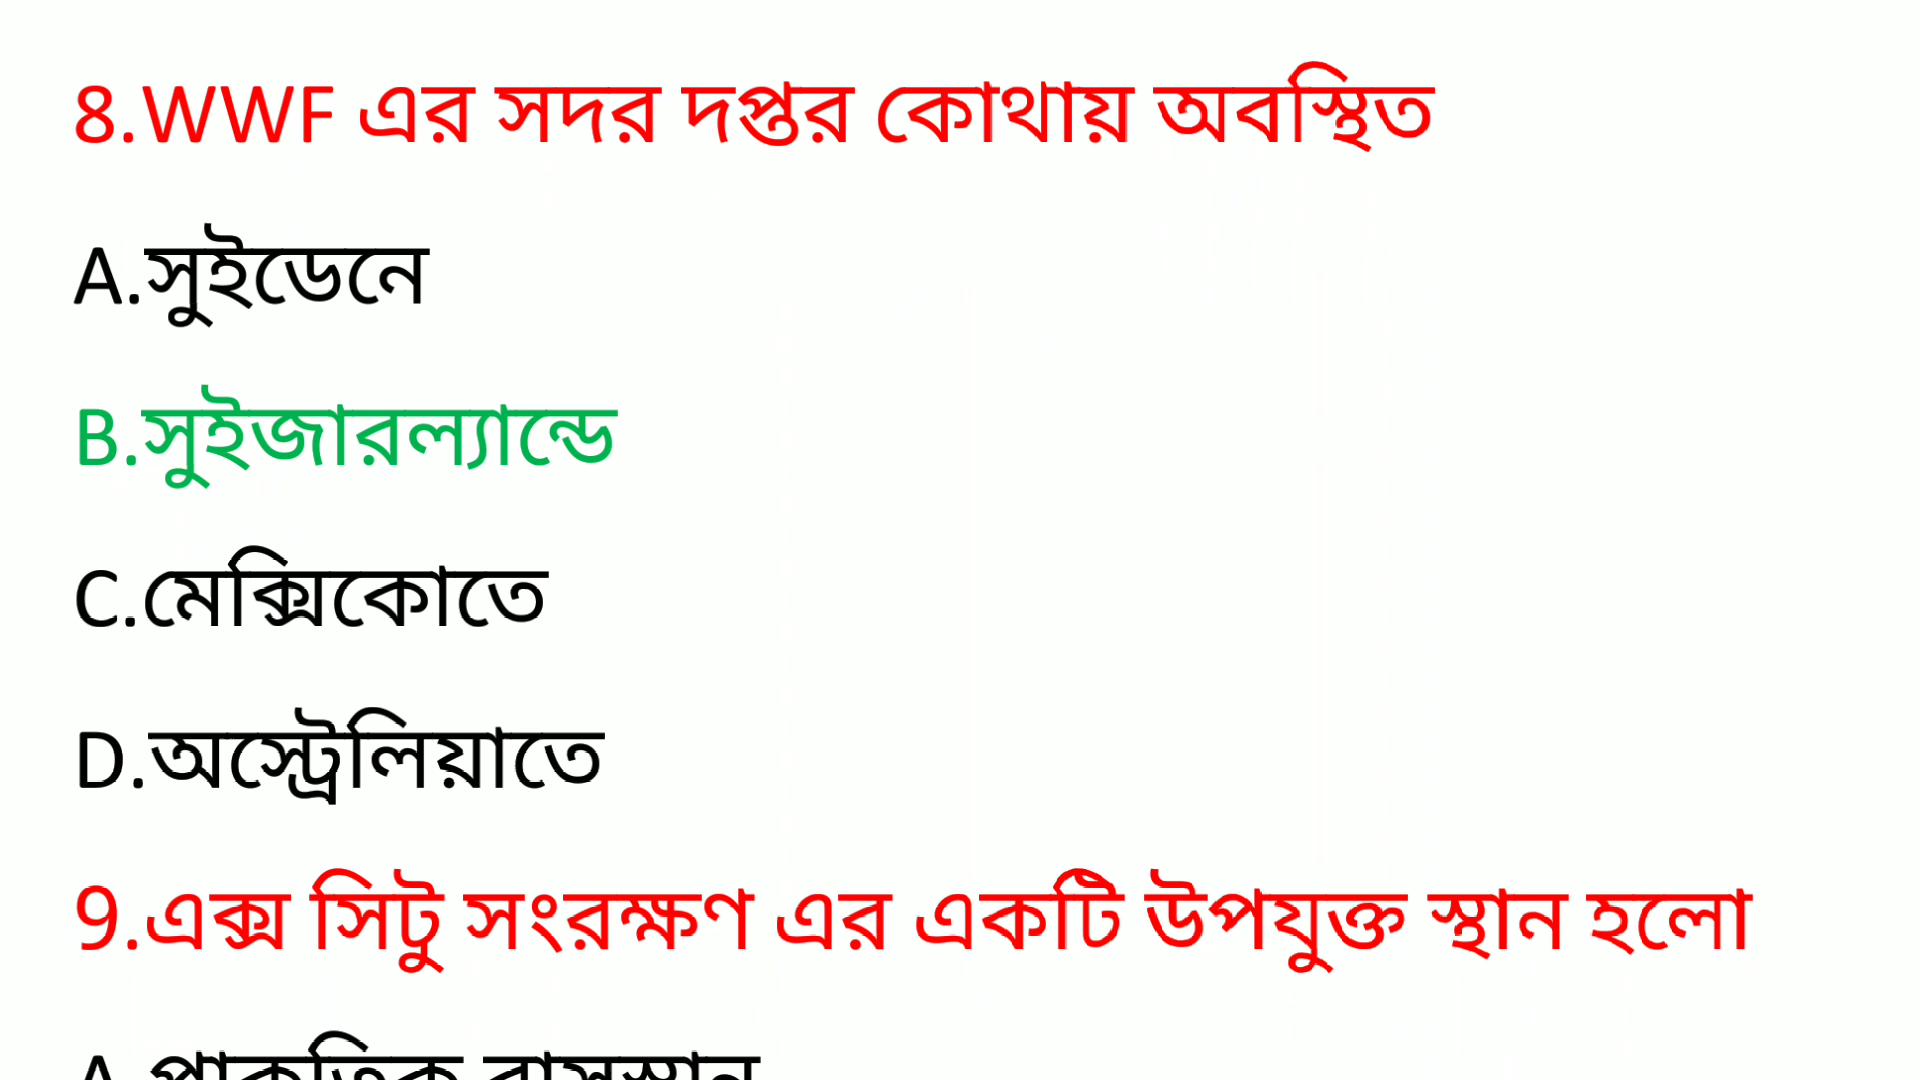 8.WWF এর সদর দপ্তর কোথায় অবস্থিত
A.সুইডেনে
B.সুইজারল্যান্ডে
C.মেক্সিকোতে
D.অস্ট্রেলিয়াতে
9.এক্স সিটু সংরক্ষণ এর একটি উপযুক্ত স্থান হলো
A.প্রাকৃতিক বাসস্থান